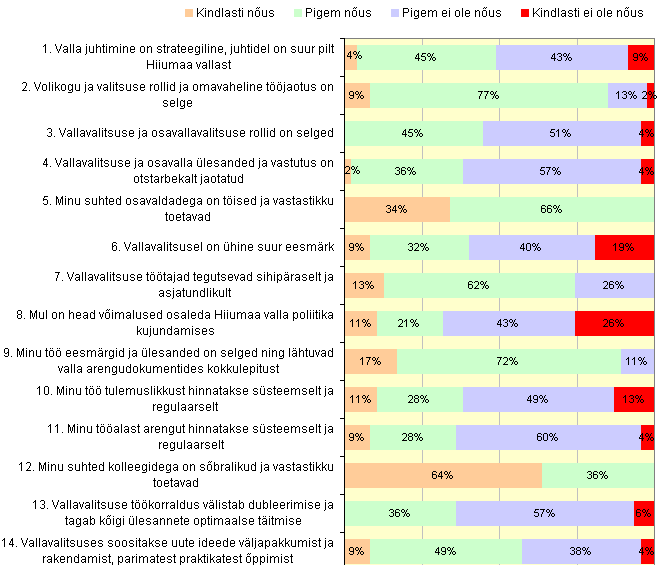 Kindlasti nõus Pigem nõus Pigem ei ole nõus Kindlasti ei ole nõus
1. Valla juhtimine on strateegiline, juhtidel on suur pilt
Hiiumaa vallast
4% 45% 43% 9%
2. Volikogu ja valitsuse rollid ja omavaheline tööjaotus on
selge
9% 77% 13% 2%
3. Vallavalitsuse ja osavallavalitsuse rollid on selged
45% 51% 4%
4. Vallavalitsuse ja osavalla ülesanded ja vastutus on
otstarbekalt jaotatud
2% 36% 57% 4%
5. Minu suhted osavaldadega on töised ja vastastikku
toetavad
34% 66%
6. Vallavalitsusel on ühine suur eesmärk
9% 32% 40% 19%
7. Vallavalitsuse töötajad tegutsevad sihipäraselt ja
asjatundlikult
13% 62% 26%
8. Mul on head võimalused osaleda Hiiumaa valla poliitika
kujundamises
11% 21% 43% 26%
9. Minu töö eesmärgid ja ülesanded on selged ning lähtuvad
valla arengudokumentides kokkulepitust
17% 72% 11%
10. Minu töö tulemuslikkust hinnatakse süsteemselt ja
regulaarselt
11% 28% 49% 13%
11. Minu tööalast arengut hinnatakse süsteemselt ja
regulaarselt
9% 28% 60% 4%
12. Minu suhted kolleegidega on sõbralikud ja vastastikku
toetavad
64% 36%
13. Vallavalitsuse töökorraldus välistab dubleerimise ja
tagab kõigi ülesannete optimaalse täitmise
36% 57% 6%
14. Vallavalitsuses soositakse uute ideede väljapakkumist ja
rakendamist, parimatest praktikatest õppimist
9% 49% 38% 4%